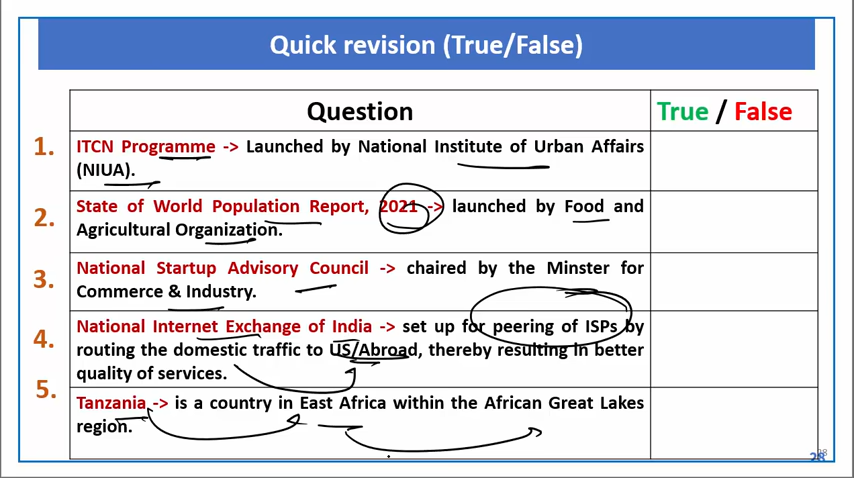 Quick revision (True/False)
Question
True / False
1.
ITCN Programme -> Launched by National Institute of Urban Affairs
(NIUA).
2.
State of World Population Report, 2021 -> launched by Food and
Agricultural Organization.
3.
National Startup Advisory Council -> chaired by the Minster for
Commerce & Industry.
4.
National Internet Exchange of India -> set up for peering of ISPs by
routing the domestic traffic to US/Abroad, thereby resulting in better
quality of services.
5.
Tanzania -> is a country in East Africa within the African Great Lakes
region.
28
28